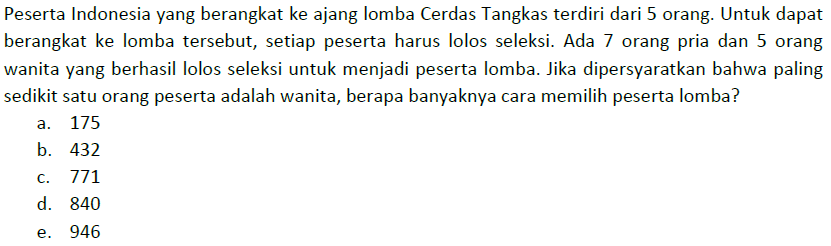 Peserta Indonesia yang berangkat ke ajang lomba Cerdas Tangkas terdiri dari 5 orang. Untuk dapat
berangkat ke lomba tersebut, setiap peserta harus lolos seleksi. Ada 7 orang pria dan 5 orang
wanita yang berhasil lolos seleksi untuk menjadi peserta lomba. Jika dipersyaratkan bahwa paling
sedikit satu orang peserta adalah wanita, berapa banyaknya cara memilih peserta lomba?
a. 175
b. 432
c. 771
d. 840
e. 946